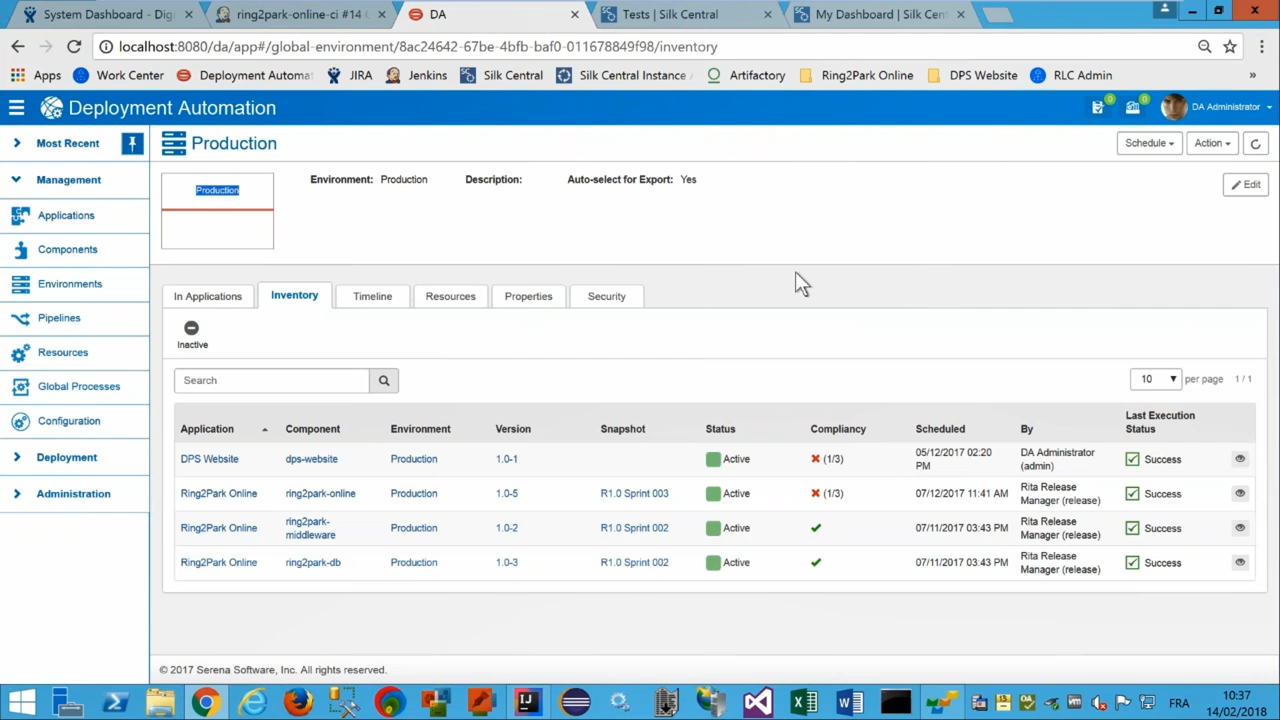 System Dashboard - Dig
ring2park-online-ci #14
DA
Tests | Silk Central
My Dashboard | Silk Cen
localhost:8080/da/app#/global-environment/8ac24642-67be-4bfb-baf0-011678849f98/inventory
Apps Work Center Deployment Automa JIRA Jenkins Silk Central Silk Central Instance Artifactory Ring2Park Online DPS Website RLC Admin »
Deployment Automation
0 0 DA Administrator
Most Recent
Production
Schedule Action
Management
Production
Environment: Production Description: Auto-select for Export: Yes
Edit
Applications
Components
Environments
Pipelines
Resources
Global Processes
Configuration
Deployment
Administration
In Applications Inventory Timeline Resources Properties Security
Inactive
Search
10 per page 1 / 1
Application Component Environment Version Snapshot Status Compliancy Scheduled By Last Execution Status
DPS Website dps-website Production 1.0-1 Active (1/3) 05/12/2017 02:20 PM DA Administrator (admin) Success
Ring2Park Online ring2park-online Production 1.0-5 R1.0 Sprint 003 Active (1/3) 07/12/2017 11:41 AM Rita Release Manager (release) Success
Ring2Park Online ring2park-middleware Production 1.0-2 R1.0 Sprint 002 Active 07/11/2017 03:43 PM Rita Release Manager (release) Success
Ring2Park Online ring2park-db Production 1.0-3 R1.0 Sprint 002 Active 07/11/2017 03:43 PM Rita Release Manager (release) Success
© 2017 Serena Software, Inc. All rights reserved.
FRA
10:37
14/02/2018